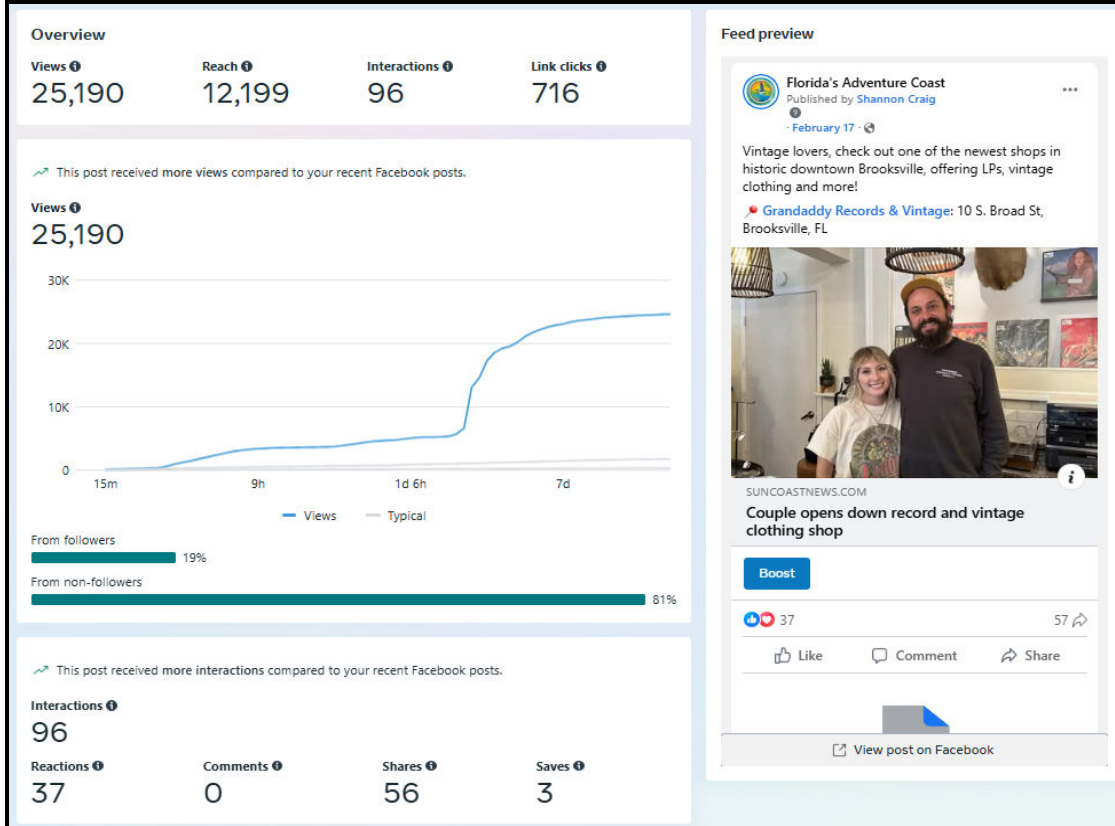 Overview
Views
25,190
Reach
12,199
Interactions
96
Link clicks
716
This post received more views compared to your recent Facebook posts.
Views
25,190
30K
20K
10K
0
15m 9h 1d 6h 7d
Views Typical
From followers
19%
From non-followers
81%
This post received more interactions compared to your recent Facebook posts.
Interactions
96
Reactions
37
Comments
0
Shares
56
Saves
3
Feed preview
Florida's Adventure Coast
Published by Shannon Craig
· February 17 ·
Vintage lovers, check out one of the newest shops in
historic downtown Brooksville, offering LPs, vintage
clothing and more!
📍 Grandaddy Records & Vintage: 10 S. Broad St,
Brooksville, FL
SUNCOASTNEWS.COM
Couple opens down record and vintage
clothing shop
Boost
37
57
Like Comment Share
View post on Facebook